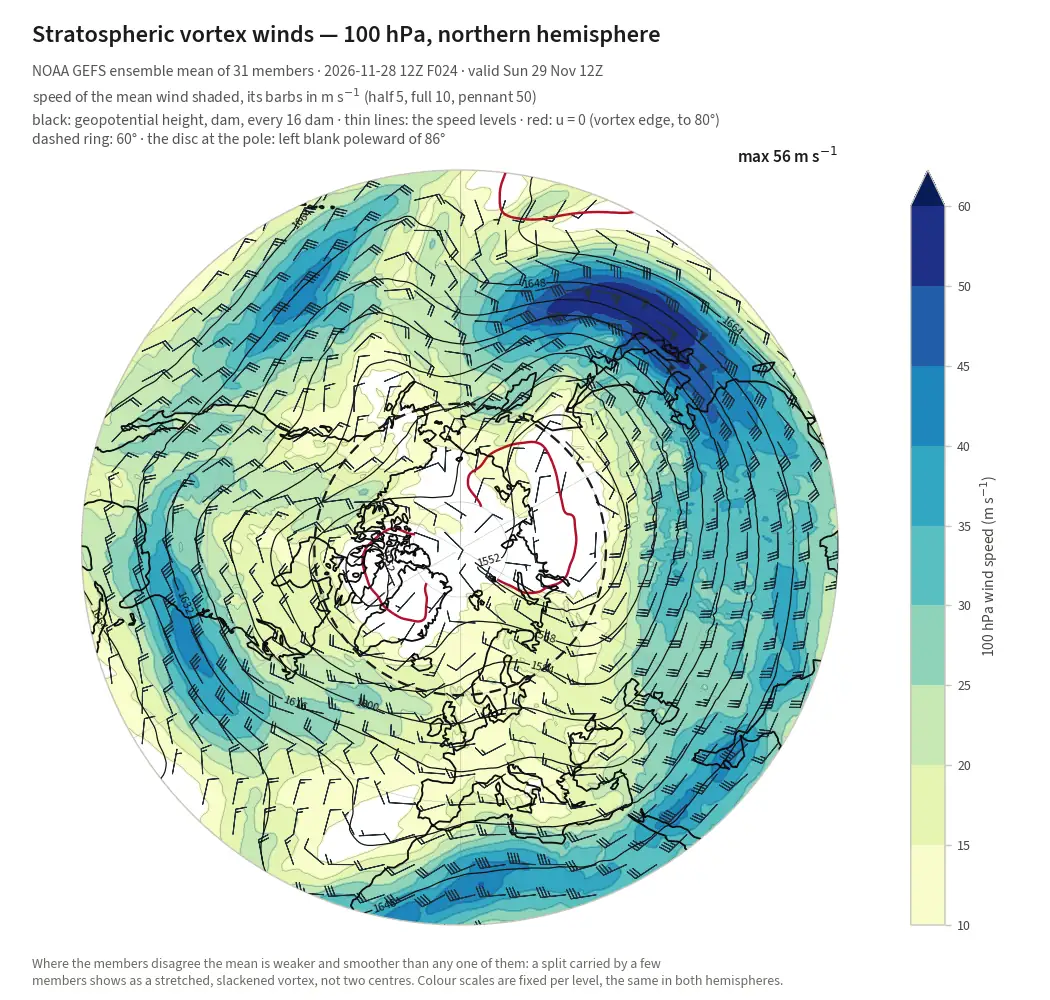 Stratospheric vortex winds — 100 hPa, northern hemisphere
NOAA GEFS ensemble mean of 31 members · 2026-11-28 12Z F024 · valid Sun 29 Nov 12Z
speed of the mean wind shaded, its barbs in m s⁻¹ (half 5, full 10, pennant 50)
black: geopotential height, dam, every 16 dam · thin lines: the speed levels · red: u = 0 (vortex edge, to 80°)
dashed ring: 60° · the disc at the pole: left blank poleward of 86°
max 56 m s⁻¹
1648
1664
1552
1632
1616
1600
60
50
45
40
35
30
25
20
15
10
100 hPa wind speed (m s⁻¹)
Where the members disagree the mean is weaker and smoother than any one of them: a split carried by a few
members shows as a stretched, slackened vortex, not two centres. Colour scales are fixed per level, the same in both hemispheres.